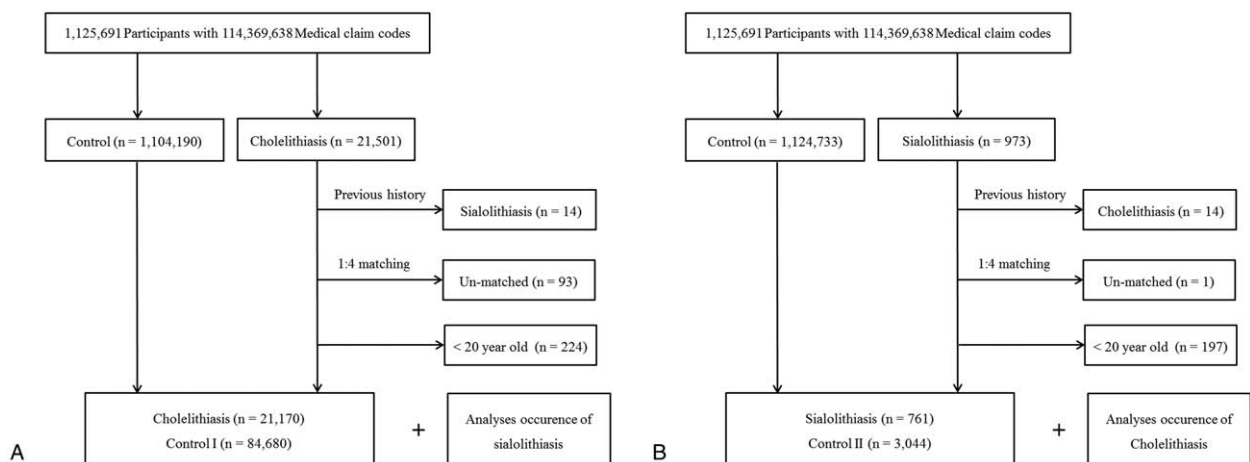 1,125,691 Participants with 114,369,638 Medical claim codes
Control (n = 1,104,190)
Cholelithiasis (n = 21,501)
Previous history
Sialolithiasis (n = 14)
1:4 matching
Un-matched (n = 93)
< 20 year old (n = 224)
Cholelithiasis (n = 21,170)
Control I (n = 84,680)
+
Analyses occurence of
sialolithiasis
A
1,125,691 Participants with 114,369,638 Medical claim codes
Control (n = 1,124,733)
Sialolithiasis (n = 973)
Previous history
Cholelithiasis (n = 14)
1:4 matching
Un-matched (n = 1)
< 20 year old (n = 197)
Sialolithiasis (n = 761)
Control II (n = 3,044)
+
Analyses occurence of
Cholelithiasis
B